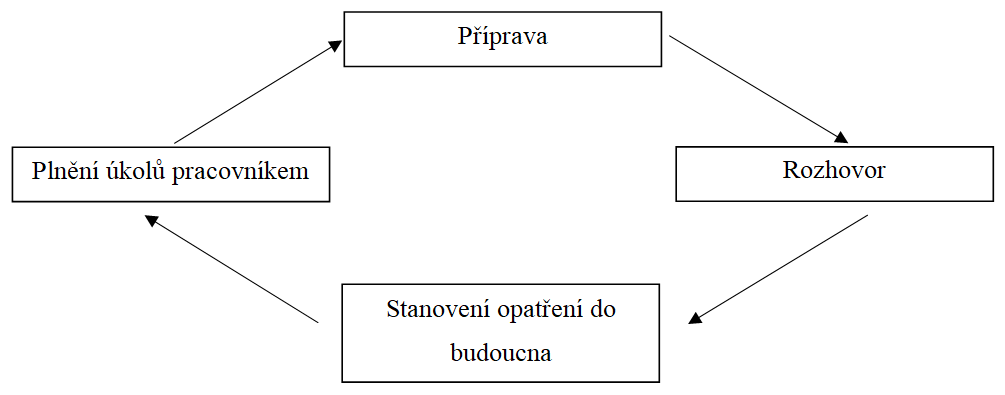 Příprava
Plnění úkolů pracovníkem
Rozhovor
Stanovení opatření do
budoucna